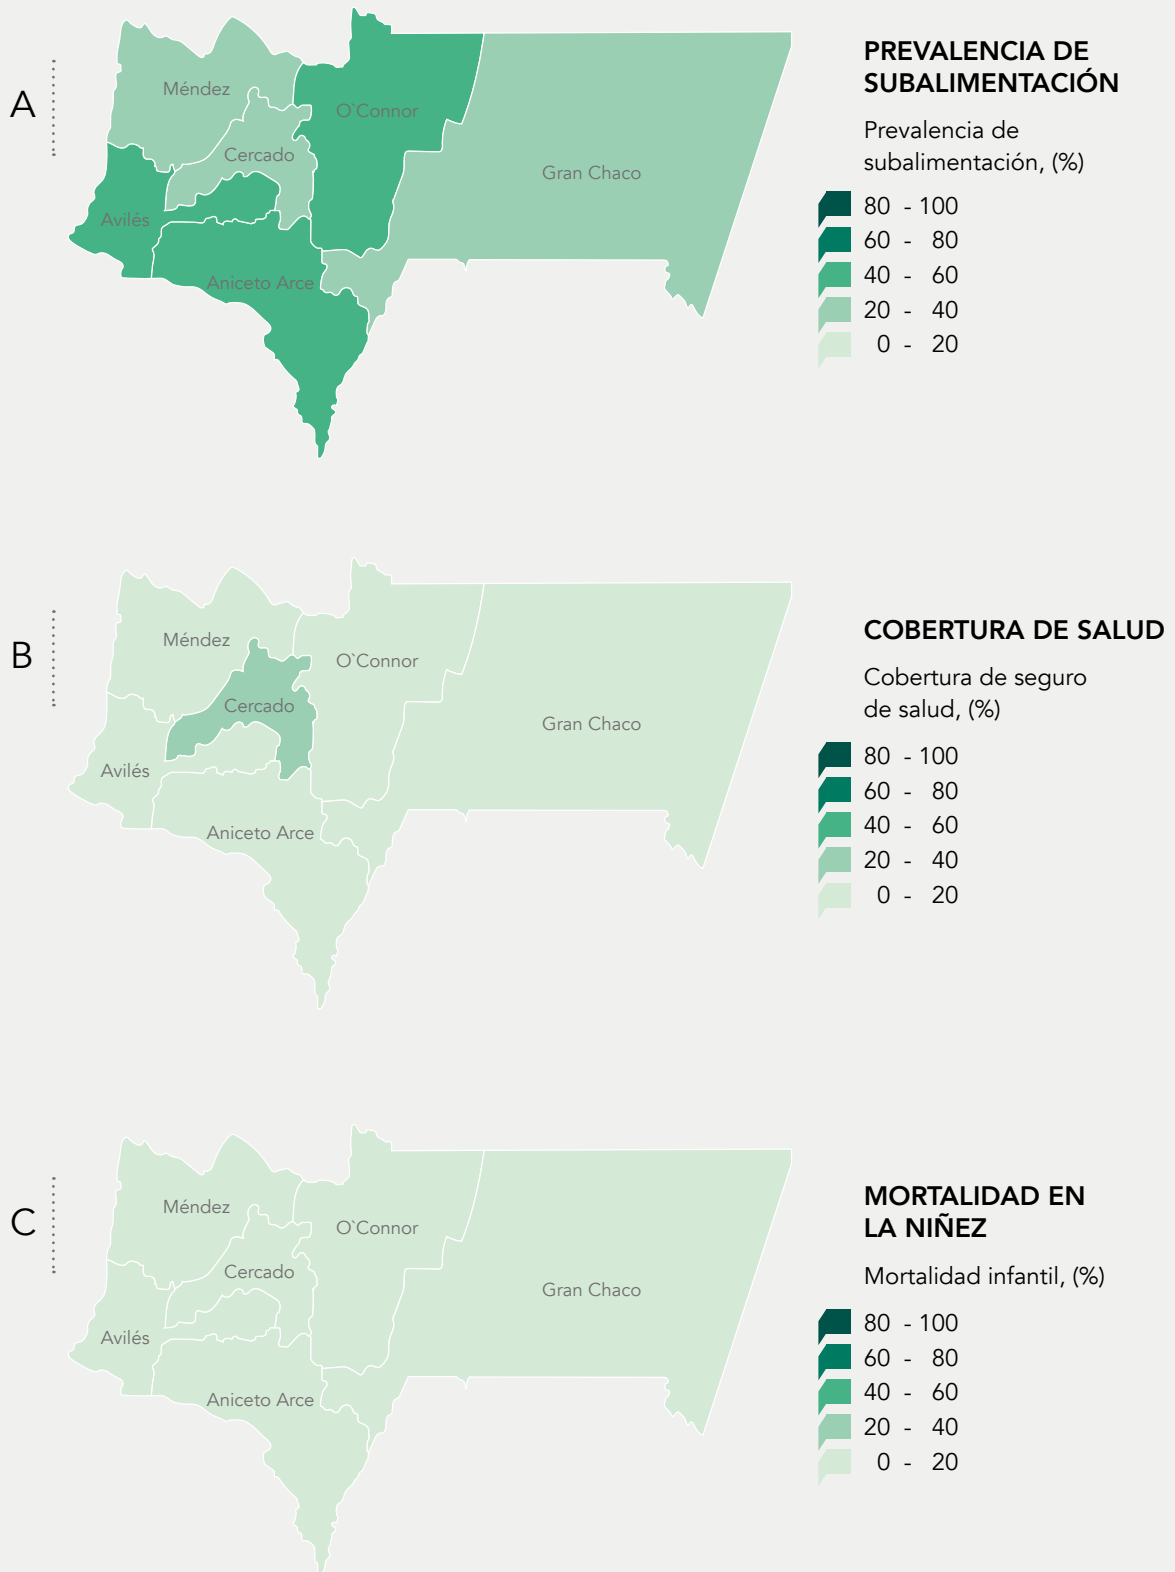 A
Méndez
O`Connor
Cercado
Gran Chaco
Avilés
Aniceto Arce
PREVALENCIA DE
SUBALIMENTACIÓN
Prevalencia de
subalimentación, (%)
80 - 100
60 - 80
40 - 60
20 - 40
0 - 20
B
Méndez
O`Connor
Cercado
Gran Chaco
Avilés
Aniceto Arce
COBERTURA DE SALUD
Cobertura de seguro
de salud, (%)
80 - 100
60 - 80
40 - 60
20 - 40
0 - 20
C
Méndez
O`Connor
Cercado
Gran Chaco
Avilés
Aniceto Arce
MORTALIDAD EN
LA NIÑEZ
Mortalidad infantil, (%)
80 - 100
60 - 80
40 - 60
20 - 40
0 - 20